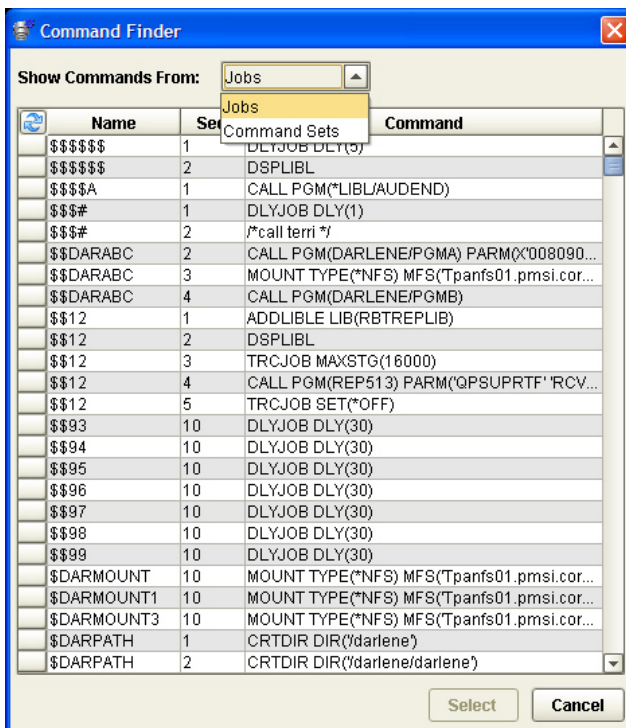 Command Finder
Show Commands From: Jobs
Jobs
Command Sets
Name Seq Command
$$$$$$ 1 DLYJOB DLY(5)
$$$$$$ 2 DSPLIBL
$$$$A 1 CALL PGM(*LIBL/AUDEND)
$$$# 1 DLYJOB DLY(1)
$$$# 2 /*call terri */
$$DARABC 2 CALL PGM(DARLENE/PGMA) PARM(X'008090...
$$DARABC 3 MOUNT TYPE(*NFS) MFS('Tpanfs01.pmsi.cor...
$$DARABC 4 CALL PGM(DARLENE/PGMB)
$$12 1 ADDLIBLE LIB(RBTREPLIB)
$$12 2 DSPLIBL
$$12 3 TRCJOB MAXSTG(16000)
$$12 4 CALL PGM(REP513) PARM('QPSUPRTF' 'RCV...
$$12 5 TRCJOB SET(*OFF)
$$93 10 DLYJOB DLY(30)
$$94 10 DLYJOB DLY(30)
$$95 10 DLYJOB DLY(30)
$$96 10 DLYJOB DLY(30)
$$97 10 DLYJOB DLY(30)
$$98 10 DLYJOB DLY(30)
$$99 10 DLYJOB DLY(30)
$DARMOUNT 10 MOUNT TYPE(*NFS) MFS('Tpanfs01.pmsi.cor...
$DARMOUNT1 10 MOUNT TYPE(*NFS) MFS('Tpanfs01.pmsi.cor...
$DARMOUNT3 10 MOUNT TYPE(*NFS) MFS('Tpanfs01.pmsi.cor...
$DARPATH 1 CRTDIR DIR('/darlene')
$DARPATH 2 CRTDIR DIR('/darlene/darlene')
Select Cancel